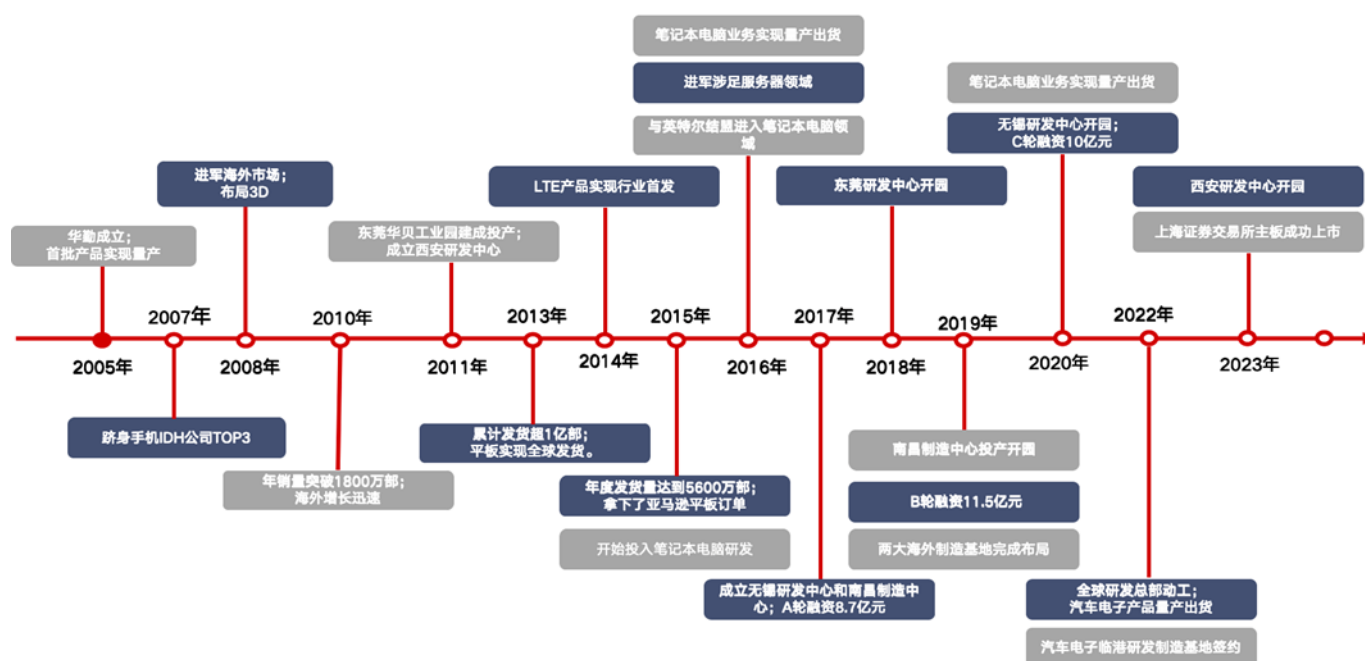 笔记本电脑业务实现量产出货
进军涉足服务器领域
与英特尔结盟进入笔记本电脑领
域
笔记本电脑业务实现量产出货
无锡研发中心开园；
C轮融资10亿元
进军海外市场；
布局3D
LTE产品实现行业首发
东莞研发中心开园
西安研发中心开园
华勤成立；
首批产品实现量产
东莞华贝工业园建成投产；
成立西安研发中心
上海证券交易所主板成功上市
2007年
2010年
2013年
2015年
2017年
2019年
2022年
2005年
2008年
2011年
2014年
2016年
2018年
2020年
2023年
跻身手机IDH公司TOP3
累计发货超1亿部；
平板实现全球发货。
南昌制造中心投产开园
年销量突破1800万部；
海外增长迅速
年度发货量达到5600万部；
拿下了亚马逊平板订单
B轮融资11.5亿元
开始投入笔记本电脑研发
两大海外制造基地完成布局
成立无锡研发中心和南昌制造中
心；A轮融资8.7亿元
全球研发总部动工；
汽车电子产品量产出货
汽车电子临港研发制造基地签约